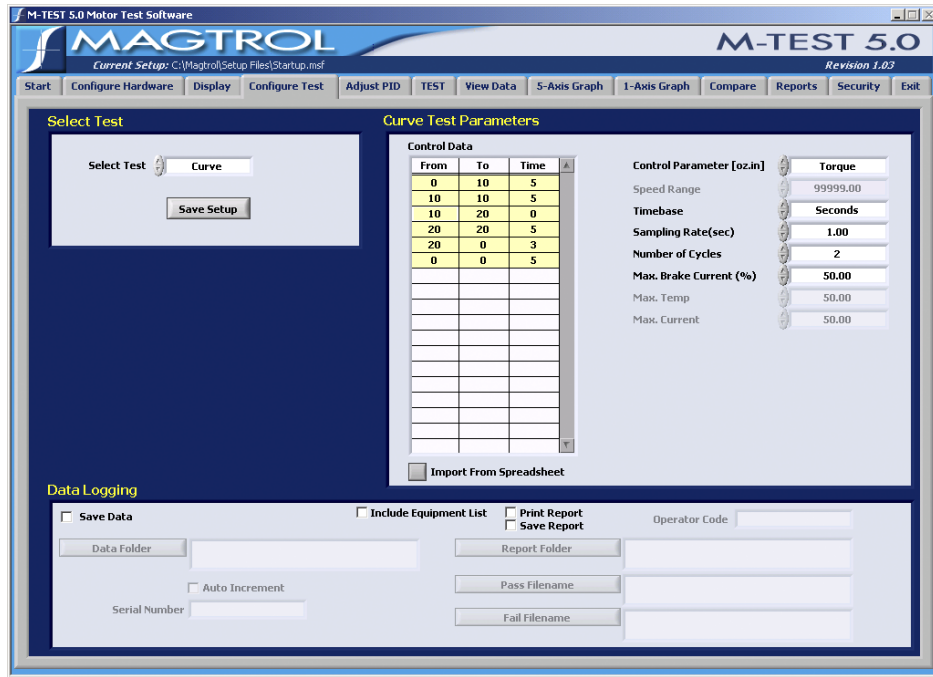 M-TEST 5.0 Motor Test Software
MAGTROL
M-TEST 5.0
Current Setup: C:\Magtrol\Setup Files\Startup.msf
Revision 1.03
Start Configure Hardware Display Configure Test Adjust PID TEST View Data 5-Axis Graph 1-Axis Graph Compare Reports Security Exit
Select Test
Select Test Curve
Save Setup
Curve Test Parameters
Control Data
From To Time
0 10 5
10 10 5
10 20 0
20 20 5
20 0 3
0 0 5
Import From Spreadsheet
Control Parameter [oz.in] Torque
Speed Range 99999.00
Timebase Seconds
Sampling Rate(sec) 1.00
Number of Cycles 2
Max. Brake Current (%) 50.00
Max. Temp 50.00
Max. Current 50.00
Data Logging
Save Data
Include Equipment List
Print Report
Save Report
Operator Code
Data Folder
Report Folder
Auto Increment
Pass Filename
Serial Number
Fail Filename